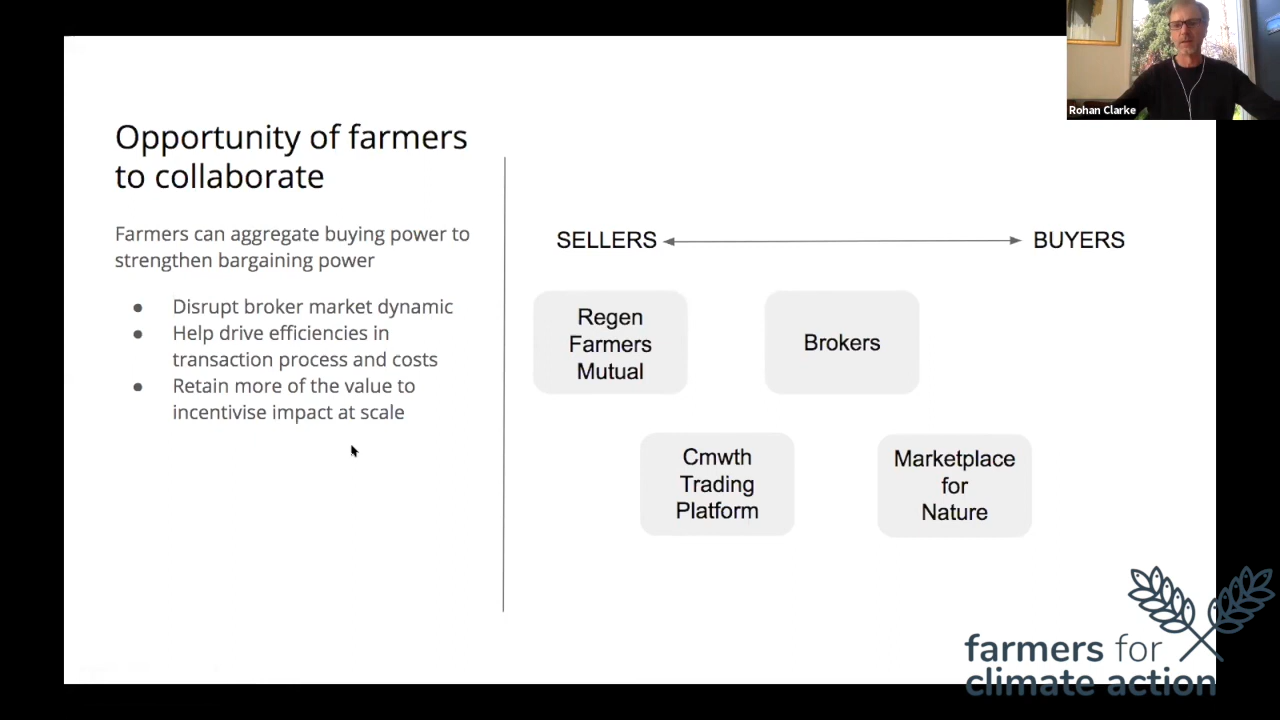 Rohan Clarke
Opportunity of farmers
to collaborate
Farmers can aggregate buying power to
strengthen bargaining power
● Disrupt broker market dynamic
● Help drive efficiencies in
transaction process and costs
● Retain more of the value to
incentivise impact at scale
SELLERS
BUYERS
Regen
Farmers
Mutual
Brokers
Cmwth
Trading
Platform
Marketplace
for
Nature
farmers for
climate action